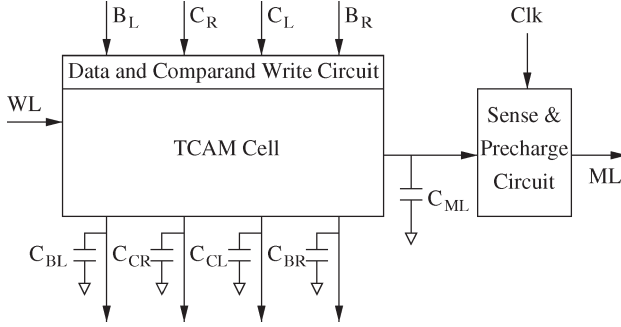 B_L C_R C_L B_R Clk
Data and Comparand Write Circuit
WL
TCAM Cell
Sense &
Precharge
Circuit
ML
C_ML
C_BL C_CR C_CL C_BR